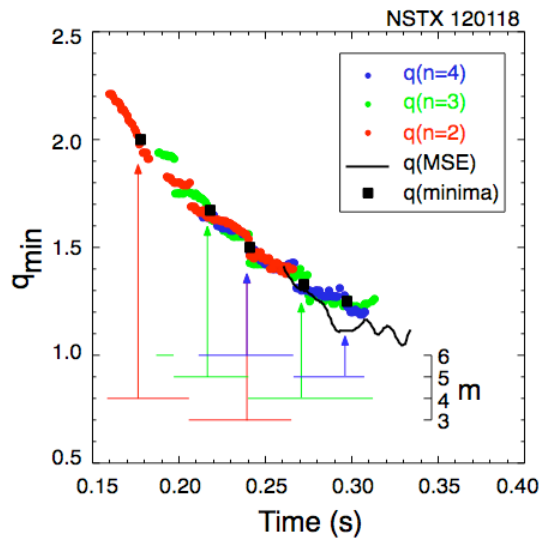 NSTX 120118
2.5
2.0
1.5
1.0
0.5
q(n=4)
q(n=3)
q(n=2)
q(MSE)
q(minima)
qmin
6
5
4
3
m
0.15 0.20 0.25 0.30 0.35 0.40
Time (s)